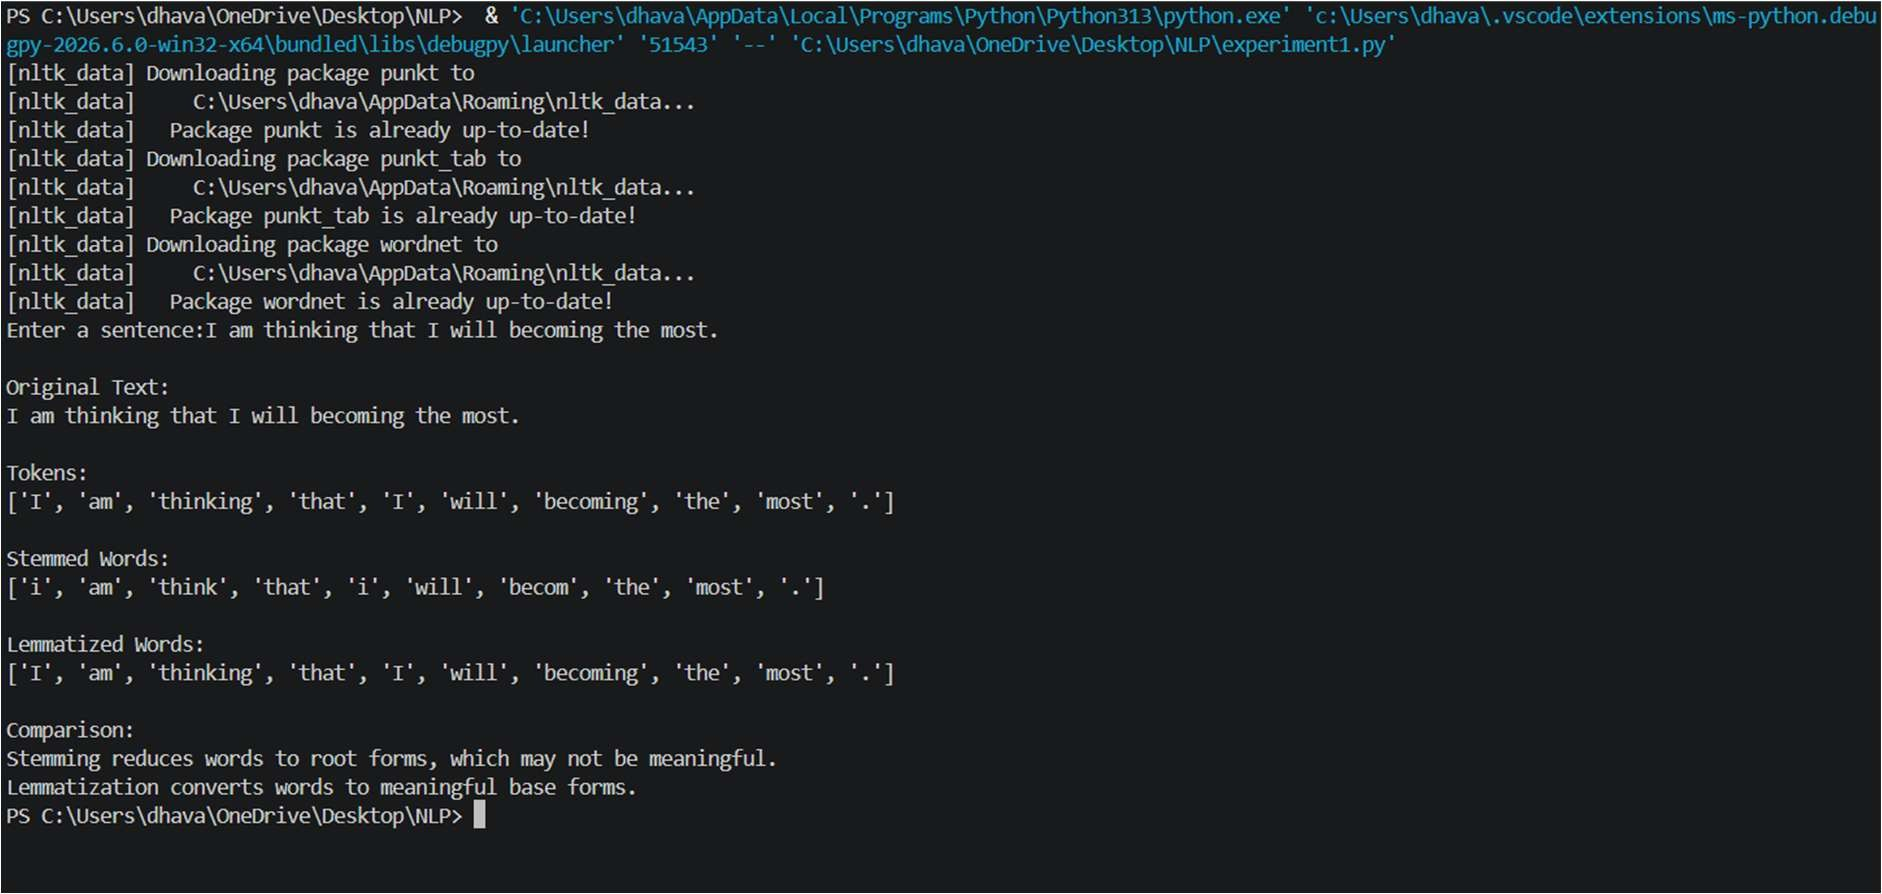 PS C:\Users\dhava\OneDrive\Desktop\NLP>  & 'C:\Users\dhava\AppData\Local\Programs\Python\Python313\python.exe' 'c:\Users\dhava\.vscode\extensions\ms-python.debu
gpy-2026.6.0-win32-x64\bundled\libs\debugpy\launcher' '51543' '--' 'C:\Users\dhava\OneDrive\Desktop\NLP\experiment1.py'
[nltk_data] Downloading package punkt to
[nltk_data]     C:\Users\dhava\AppData\Roaming\nltk_data...
[nltk_data]   Package punkt is already up-to-date!
[nltk_data] Downloading package punkt_tab to
[nltk_data]     C:\Users\dhava\AppData\Roaming\nltk_data...
[nltk_data]   Package punkt_tab is already up-to-date!
[nltk_data] Downloading package wordnet to
[nltk_data]     C:\Users\dhava\AppData\Roaming\nltk_data...
[nltk_data]   Package wordnet is already up-to-date!
Enter a sentence:I am thinking that I will becoming the most.

Original Text:
I am thinking that I will becoming the most.

Tokens:
['I', 'am', 'thinking', 'that', 'I', 'will', 'becoming', 'the', 'most', '.']

Stemmed Words:
['i', 'am', 'think', 'that', 'i', 'will', 'becom', 'the', 'most', '.']

Lemmatized Words:
['I', 'am', 'thinking', 'that', 'I', 'will', 'becoming', 'the', 'most', '.']

Comparison:
Stemming reduces words to root forms, which may not be meaningful.
Lemmatization converts words to meaningful base forms.
PS C:\Users\dhava\OneDrive\Desktop\NLP>